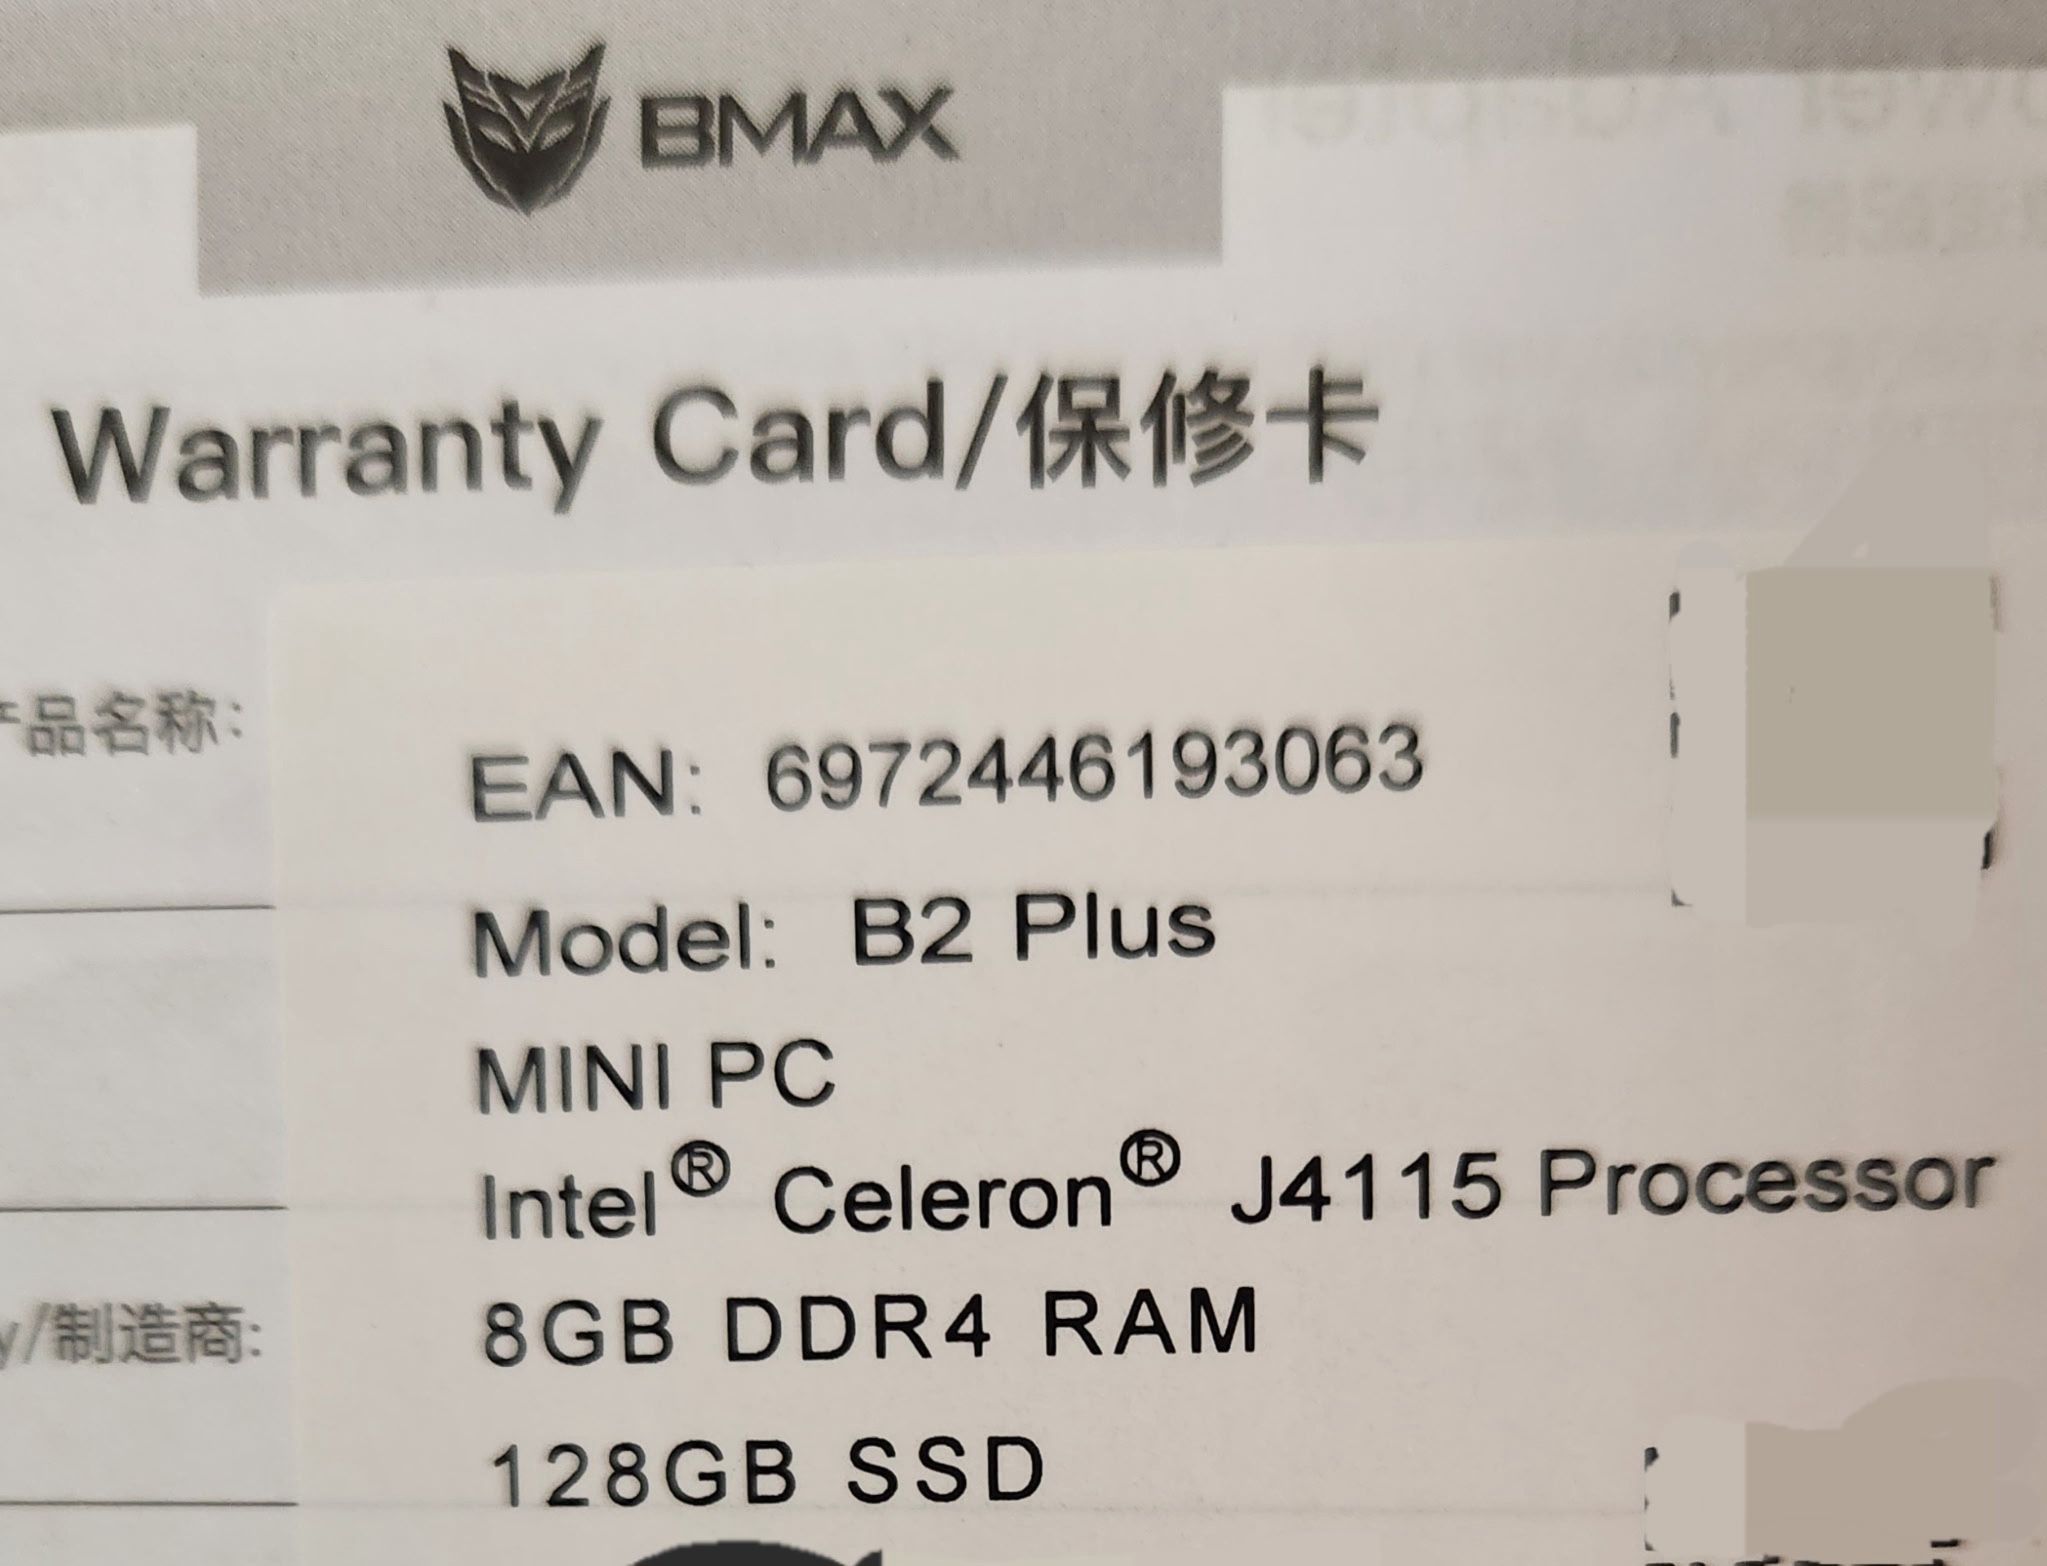 BMAX
Warranty Card/保修卡
产品名称:
EAN: 6972446193063
Model: B2 Plus
MINI PC
Intel® Celeron® J4115 Processor
8GB DDR4 RAM
y/制造商:
128GB SSD